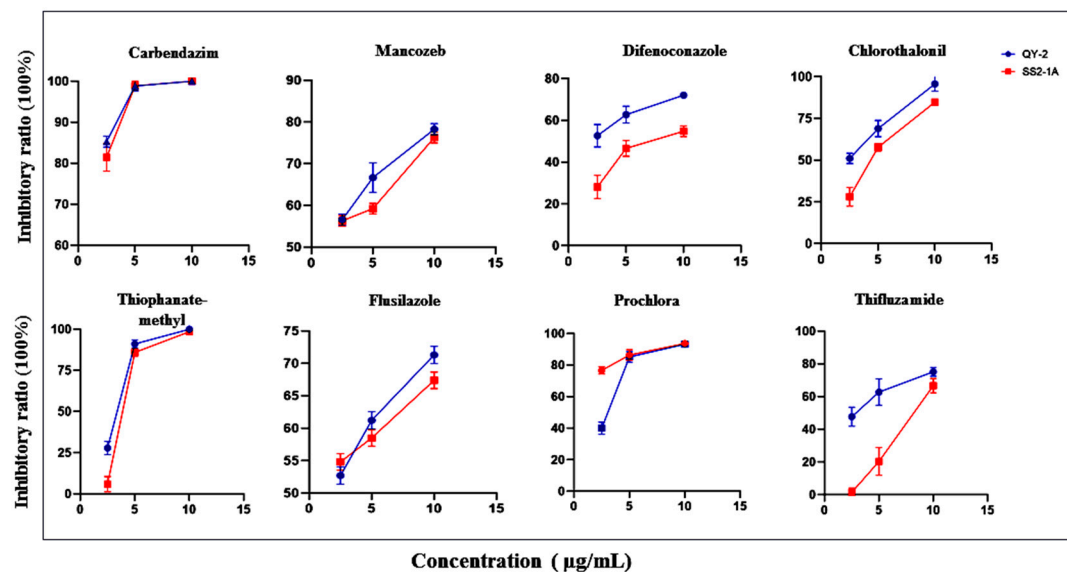 Carbendazim
Mancozeb
Difenoconazole
Chlorothalonil
QY-2
SS2-1A
Inhibitory ratio (100%)
100
90
80
70
60
0 5 10 15
90
80
70
60
50
0 5 10 15
80
60
40
20
0
0 5 10 15
100
75
50
25
0
0 5 10 15
Thiophanate-
methyl
Flusilazole
Prochlora
Thifluzamide
Inhibitory ratio (100%)
100
75
50
25
0
0 5 10 15
75
70
65
60
55
50
0 5 10 15
100
80
60
40
20
0
0 5 10 15
100
80
60
40
20
0
0 5 10 15
Concentration ( μg/mL)